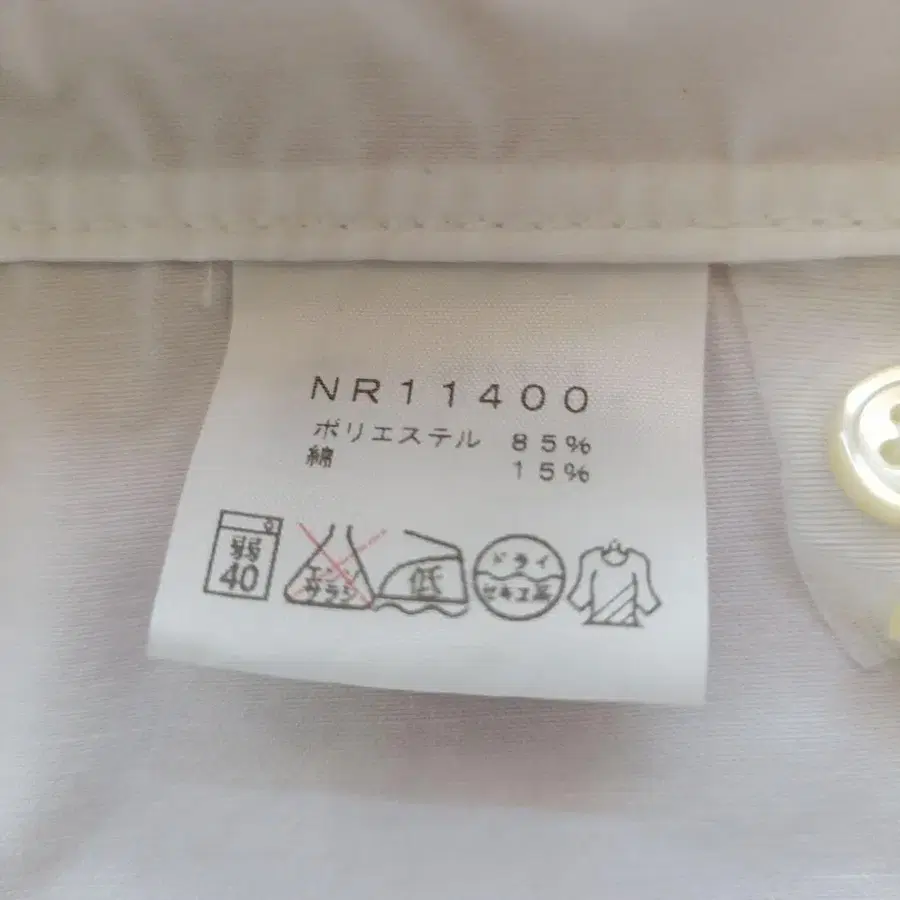 NR11400
ポリエステル 85%
綿 15%
弱
40
エンソ
サラシ
低
ドライ
セキユ系